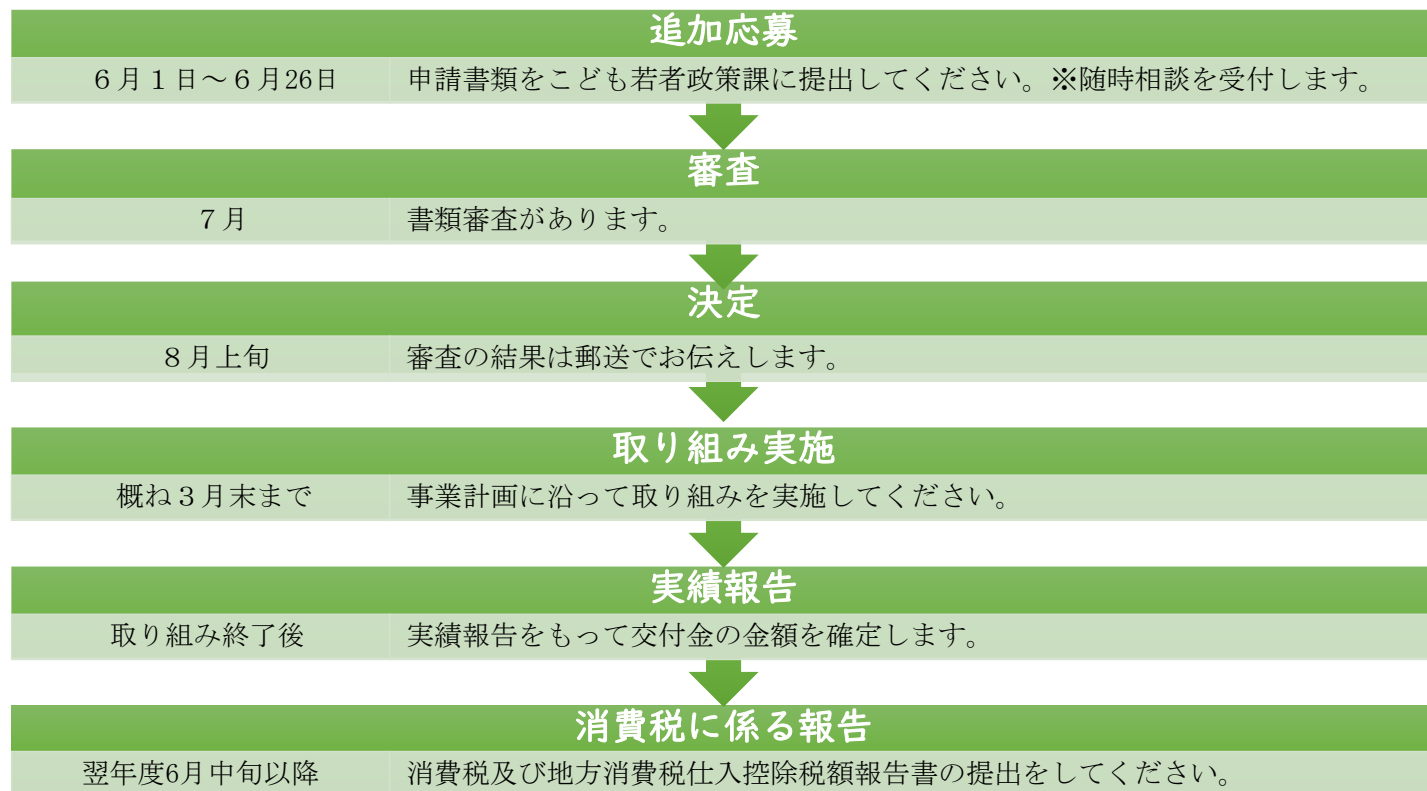 追加応募
６月１日～６月26日 申請書類をこども若者政策課に提出してください。※随時相談を受付します。
審査
７月 書類審査があります。
決定
８月上旬 審査の結果は郵送でお伝えします。
取り組み実施
概ね３月末まで 事業計画に沿って取り組みを実施してください。
実績報告
取り組み終了後 実績報告をもって交付金の金額を確定します。
消費税に係る報告
翌年度6月中旬以降 消費税及び地方消費税仕入控除税額報告書の提出をしてください。